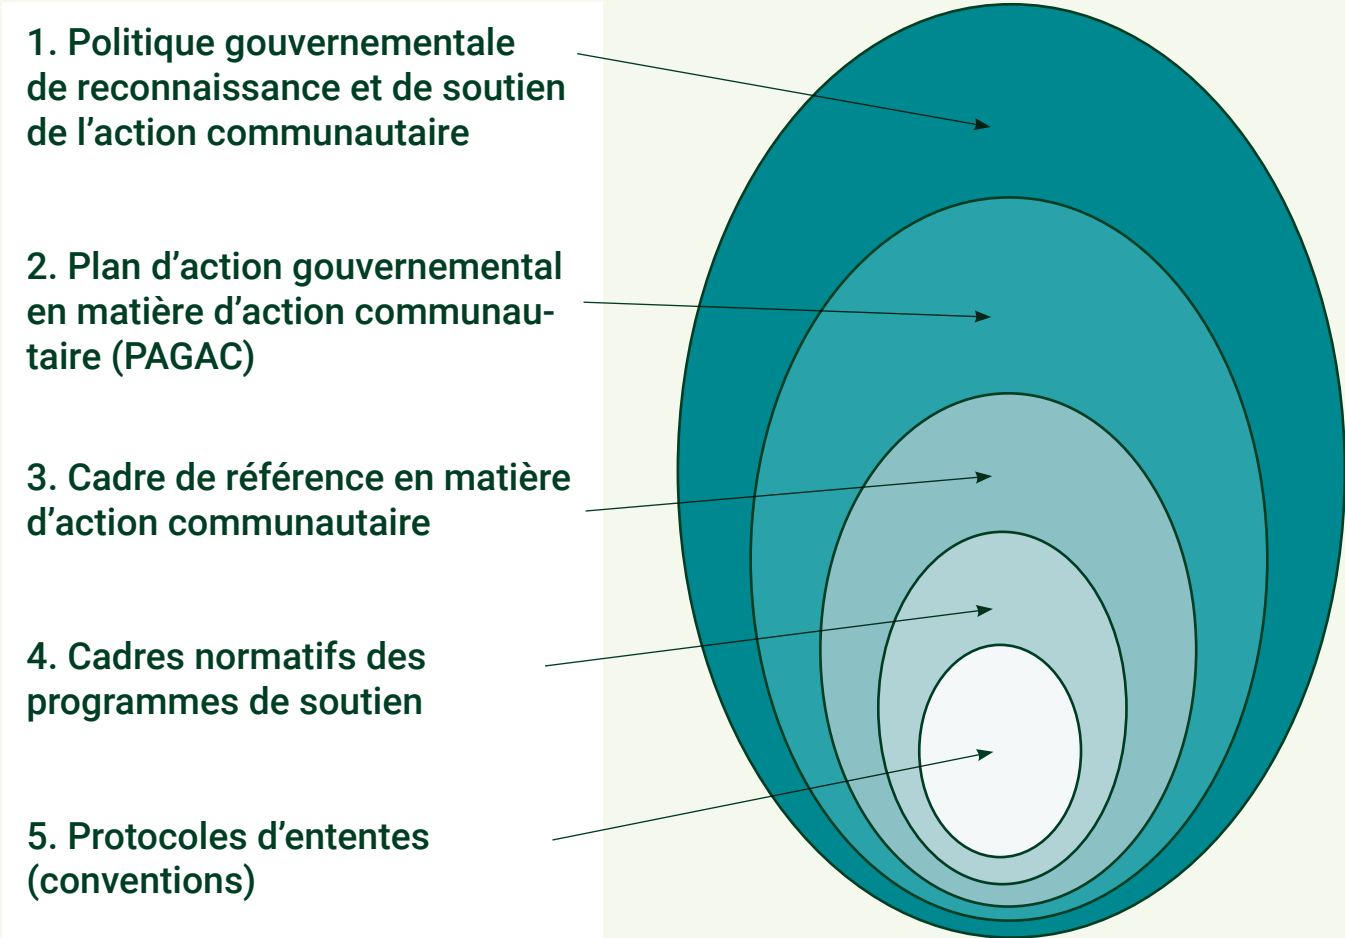 1. Politique gouvernementale
de reconnaissance et de soutien
de l’action communautaire
2. Plan d’action gouvernemental
en matière d’action communau-
taire (PAGAC)
3. Cadre de référence en matière
d’action communautaire
4. Cadres normatifs des
programmes de soutien
5. Protocoles d’ententes
(conventions)